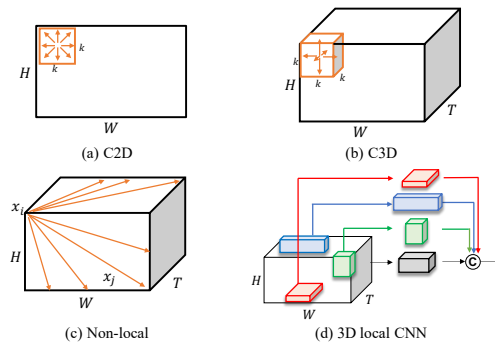 k
k
H
W
(a) C2D
k
k
k
H
W
T
(b) C3D
x_i
H
x_j
W
T
(c) Non-local
H
W
T
C
(d) 3D local CNN